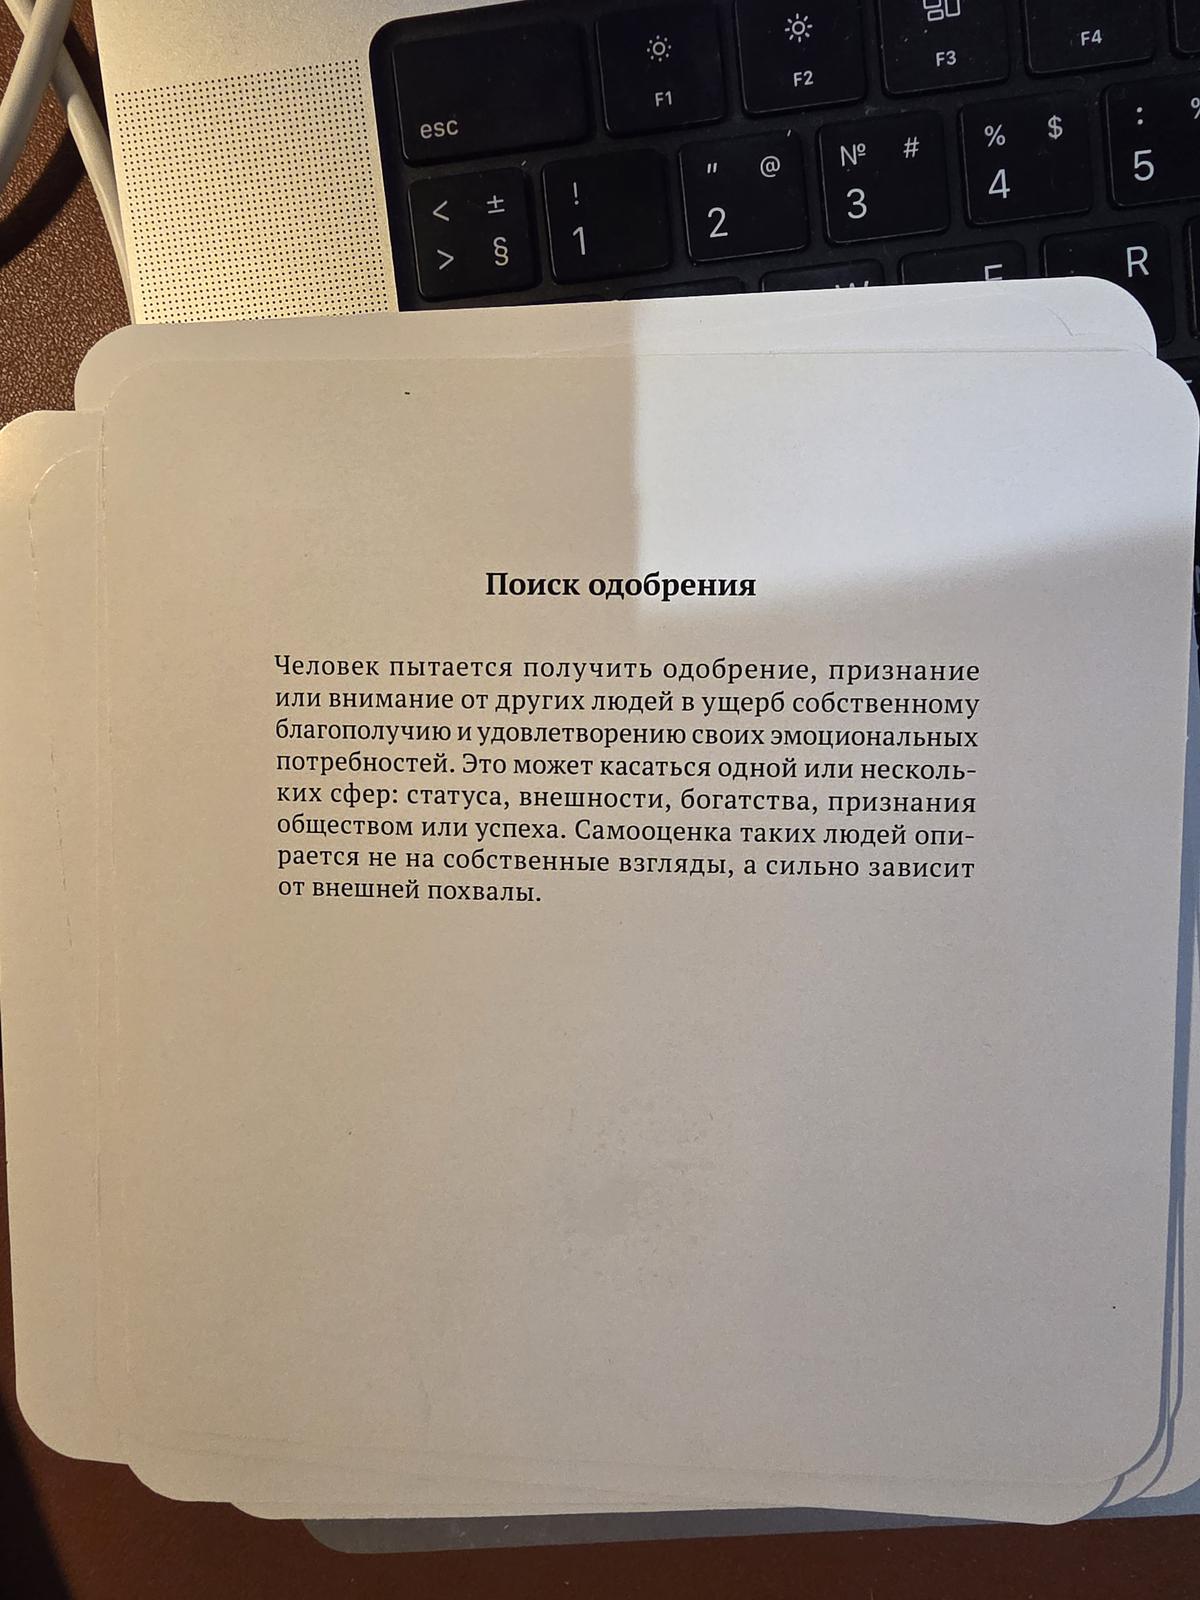 esc
F1
F2
F3
F4
< ±
> §
!
1
" @
2
№ #
3
% $
4
: %
5
W
E
R
Поиск одобрения
Человек пытается получить одобрение, признание
или внимание от других людей в ущерб собственному
благополучию и удовлетворению своих эмоциональных
потребностей. Это может касаться одной или несколь-
ких сфер: статуса, внешности, богатства, признания
обществом или успеха. Самооценка таких людей опи-
рается не на собственные взгляды, а сильно зависит
от внешней похвалы.